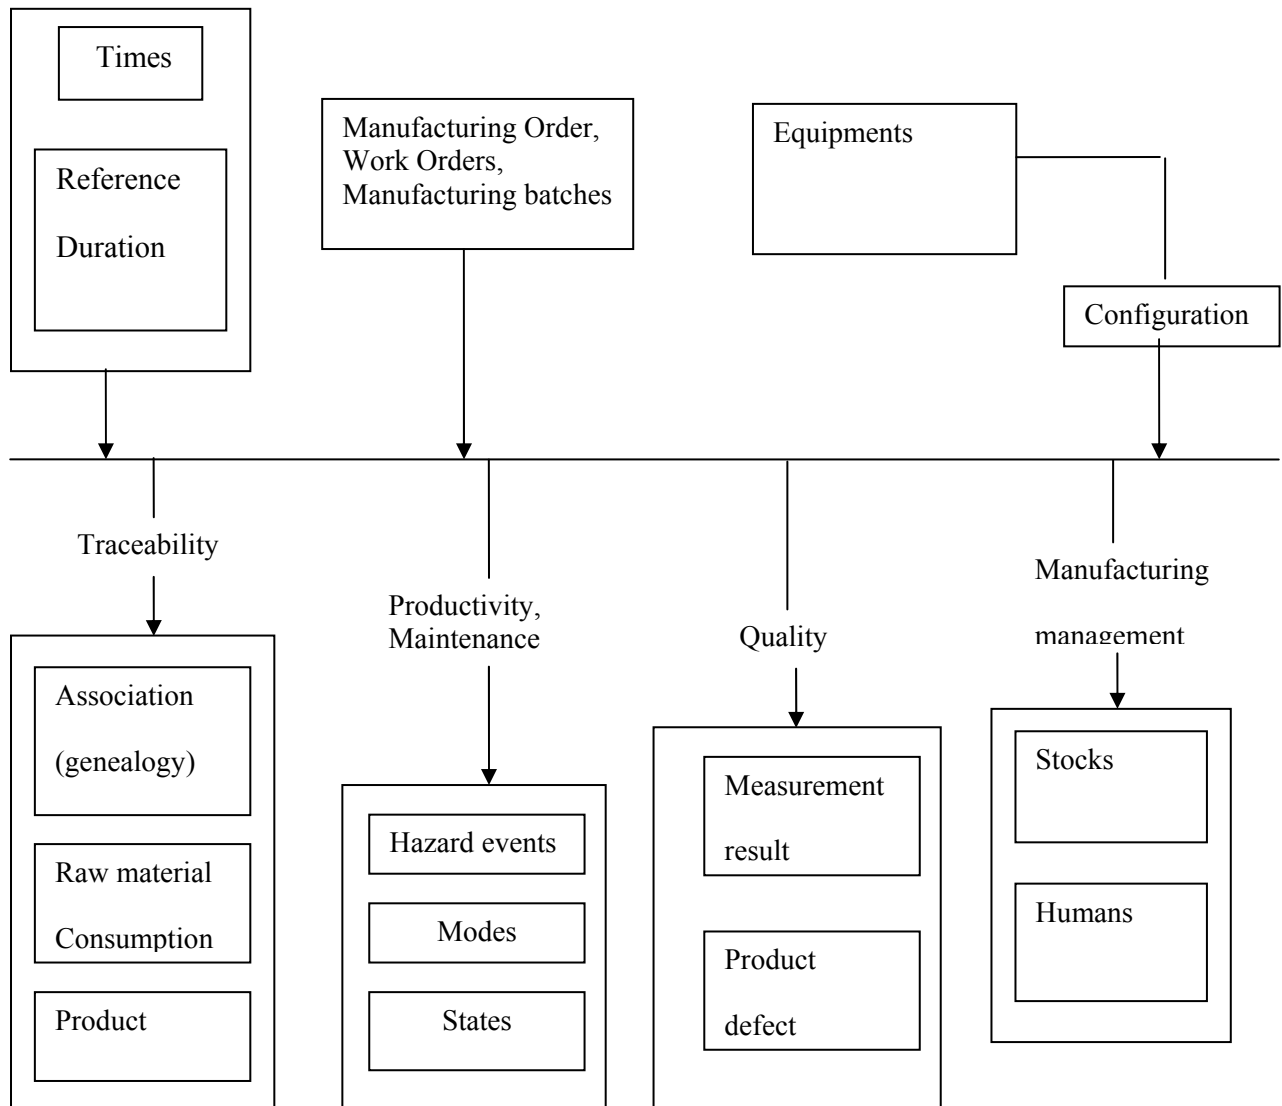 Times
Reference
Duration
Manufacturing Order,
Work Orders,
Manufacturing batches
Equipments
Configuration
Traceability
Productivity,
Maintenance
Quality
Manufacturing
management
Association
(genealogy)
Raw material
Consumption
Product
Hazard events
Modes
States
Measurement
result
Product
defect
Stocks
Humans